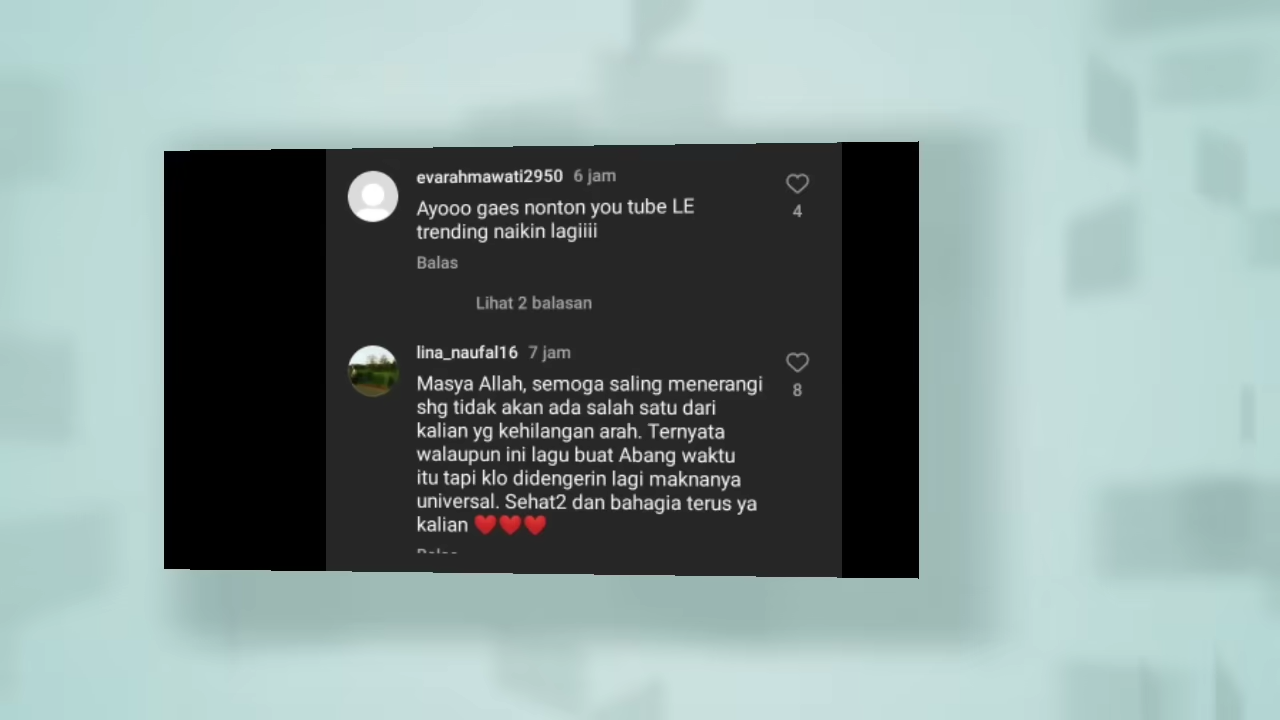 evarahmawati2950 6 jam
Ayooo gaes nonton you tube LE
trending naikin lagiiii
4
Balas
Lihat 2 balasan
lina_naufal16 7 jam
Masya Allah, semoga saling menerangi
8
shg tidak akan ada salah satu dari
kalian yg kehilangan arah. Ternyata
walaupun ini lagu buat Abang waktu
itu tapi klo didengerin lagi maknanya
universal. Sehat2 dan bahagia terus ya
kalian ❤️❤️❤️
Balas